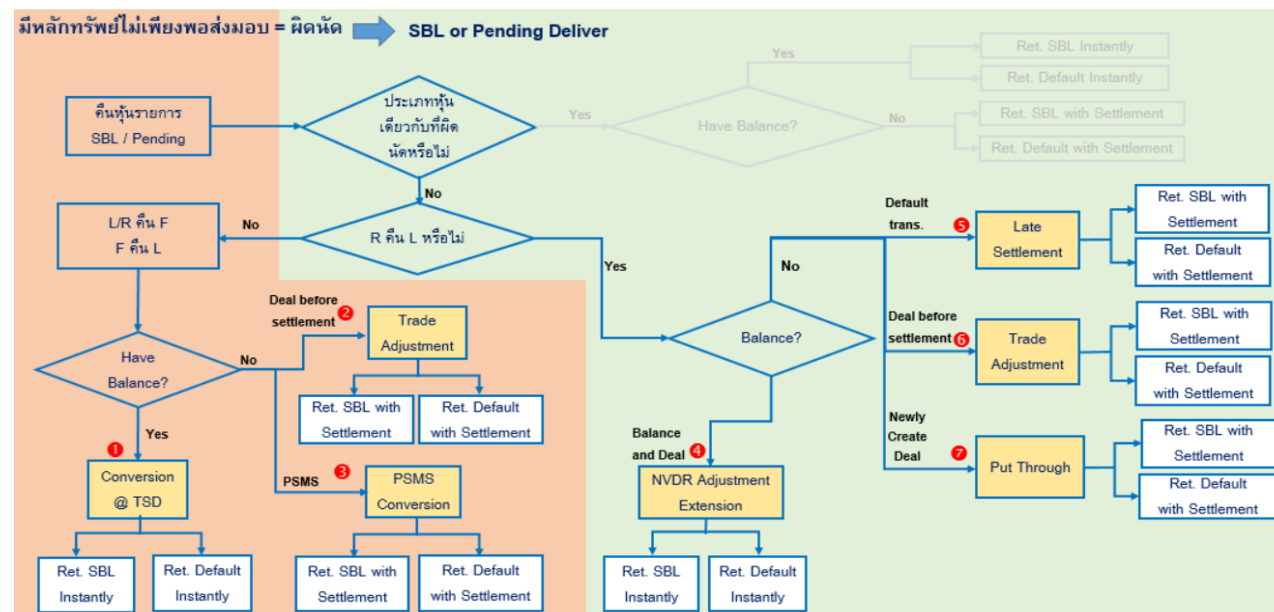 มีหลักทรัพย์ไม่เพียงพอส่งมอบ = ผิดนัด
SBL or Pending Deliver
คืนหุ้นรายการ
SBL / Pending
ประเภทหุ้น
เดียวกับที่ผิด
นัดหรือไม่
Yes
Have Balance?
Yes
Ret. SBL Instantly
Ret. Default Instantly
No
Ret. SBL with Settlement
Ret. Default with Settlement
No
R คืน L หรือไม่
No
L/R คืน F
F คืน L
Yes
Have
Balance?
No
Deal before
settlement
2
Trade
Adjustment
Ret. SBL with
Settlement
Ret. Default
with Settlement
Yes
1
Conversion
@ TSD
Ret. SBL
Instantly
Ret. Default
Instantly
PSMS
3
PSMS
Conversion
Ret. SBL with
Settlement
Ret. Default
with Settlement
Balance?
No
Balance
and Deal
4
NVDR Adjustment
Extension
Ret. SBL
Instantly
Ret. Default
Instantly
Default
trans.
5
Late
Settlement
Ret. SBL with
Settlement
Ret. Default
with Settlement
Deal before
settlement
6
Trade
Adjustment
Ret. SBL with
Settlement
Ret. Default
with Settlement
Newly
Create
Deal
7
Put Through
Ret. SBL with
Settlement
Ret. Default
with Settlement